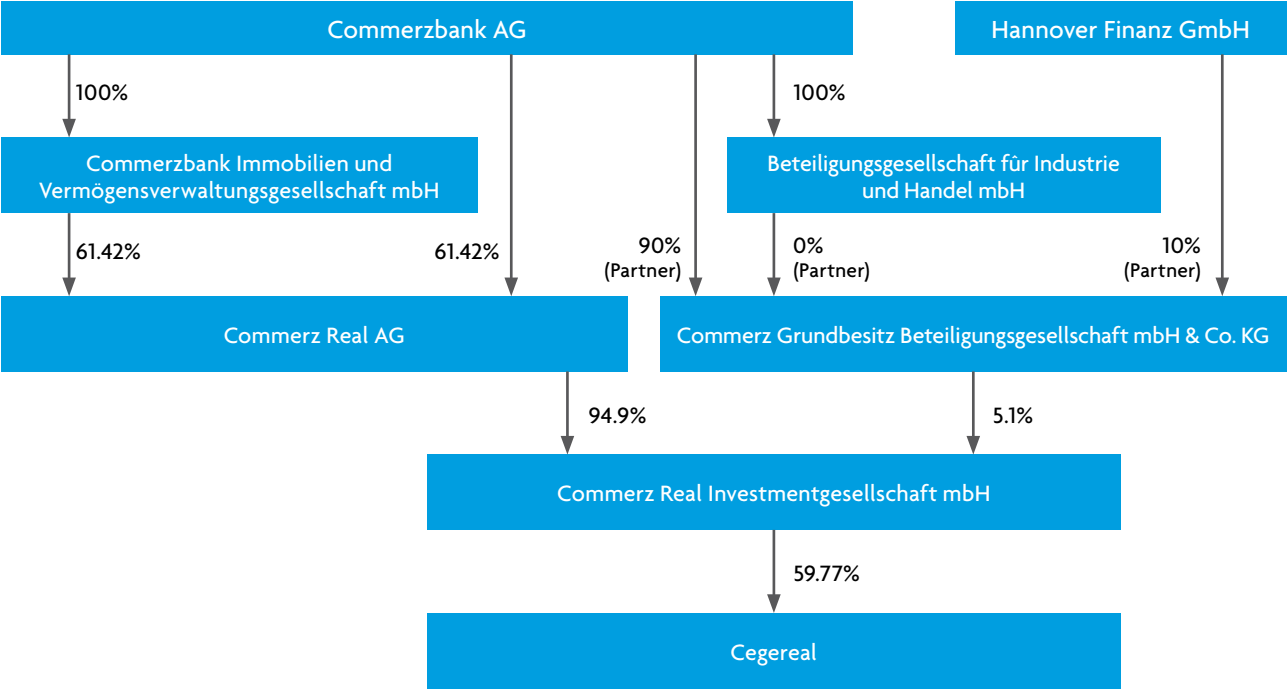 Commerzbank AG
Hannover Finanz GmbH
100%
100%
Commerzbank Immobilien und
Vermögensverwaltungsgesellschaft mbH
Beteiligungsgesellschaft fûr Industrie
und Handel mbH
61.42%
61.42%
90%
(Partner)
0%
(Partner)
10%
(Partner)
Commerz Real AG
Commerz Grundbesitz Beteiligungsgesellschaft mbH & Co. KG
94.9%
5.1%
Commerz Real Investmentgesellschaft mbH
59.77%
Cegereal